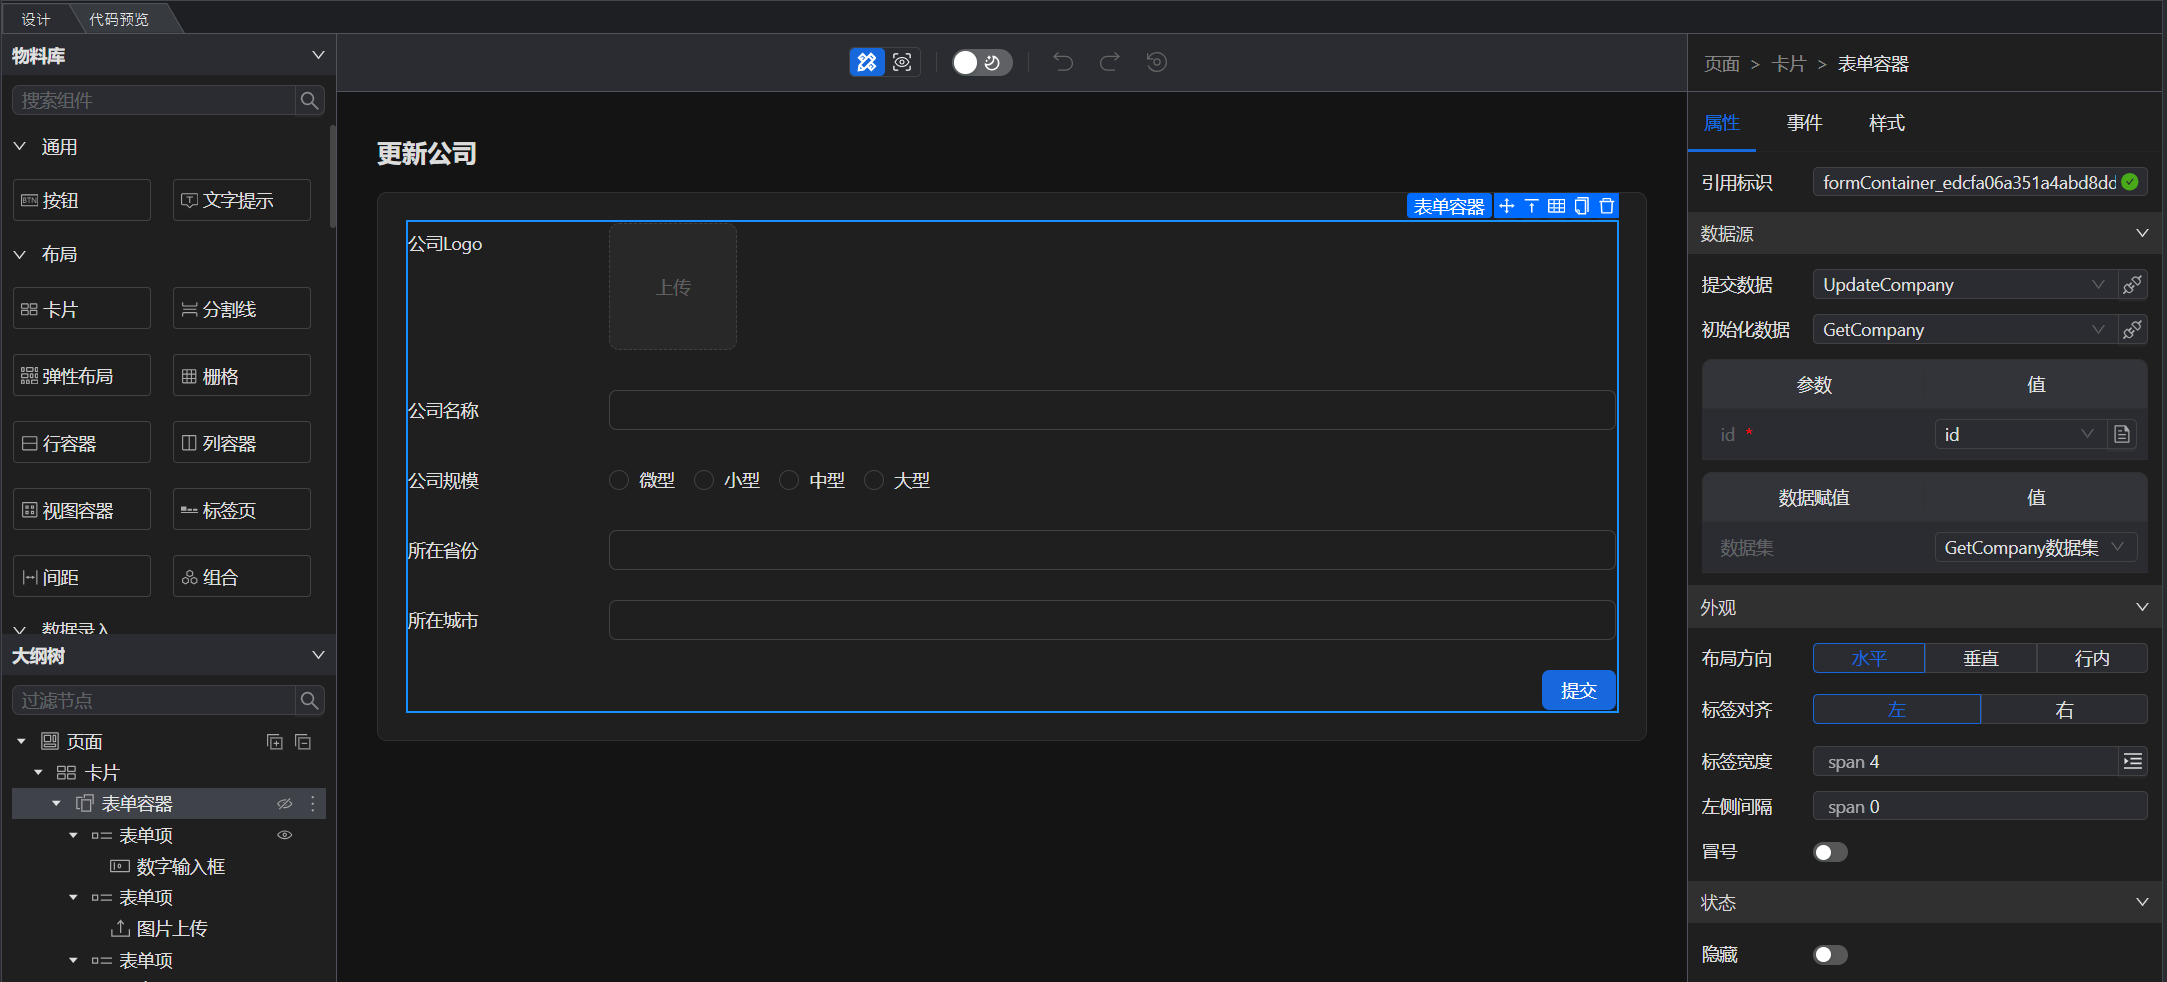 设计
代码预览
物料库
搜索组件
通用
按钮
文字提示
布局
卡片
分割线
弹性布局
栅格
行容器
列容器
视图容器
标签页
间距
组合
数据录入
大纲树
过滤节点
页面
卡片
表单容器
表单项
数字输入框
表单项
图片上传
表单项
更新公司
表单容器
公司Logo
上传
公司名称
公司规模
微型
小型
中型
大型
所在省份
所在城市
提交
页面 > 卡片 > 表单容器
属性
事件
样式
引用标识
formContainer_edcfa06a351a4abd8dd
数据源
提交数据
UpdateCompany
初始化数据
GetCompany
参数
值
id *
id
数据赋值
值
数据集
GetCompany数据集
外观
布局方向
水平
垂直
行内
标签对齐
左
右
标签宽度
span 4
左侧间隔
span 0
冒号
状态
隐藏